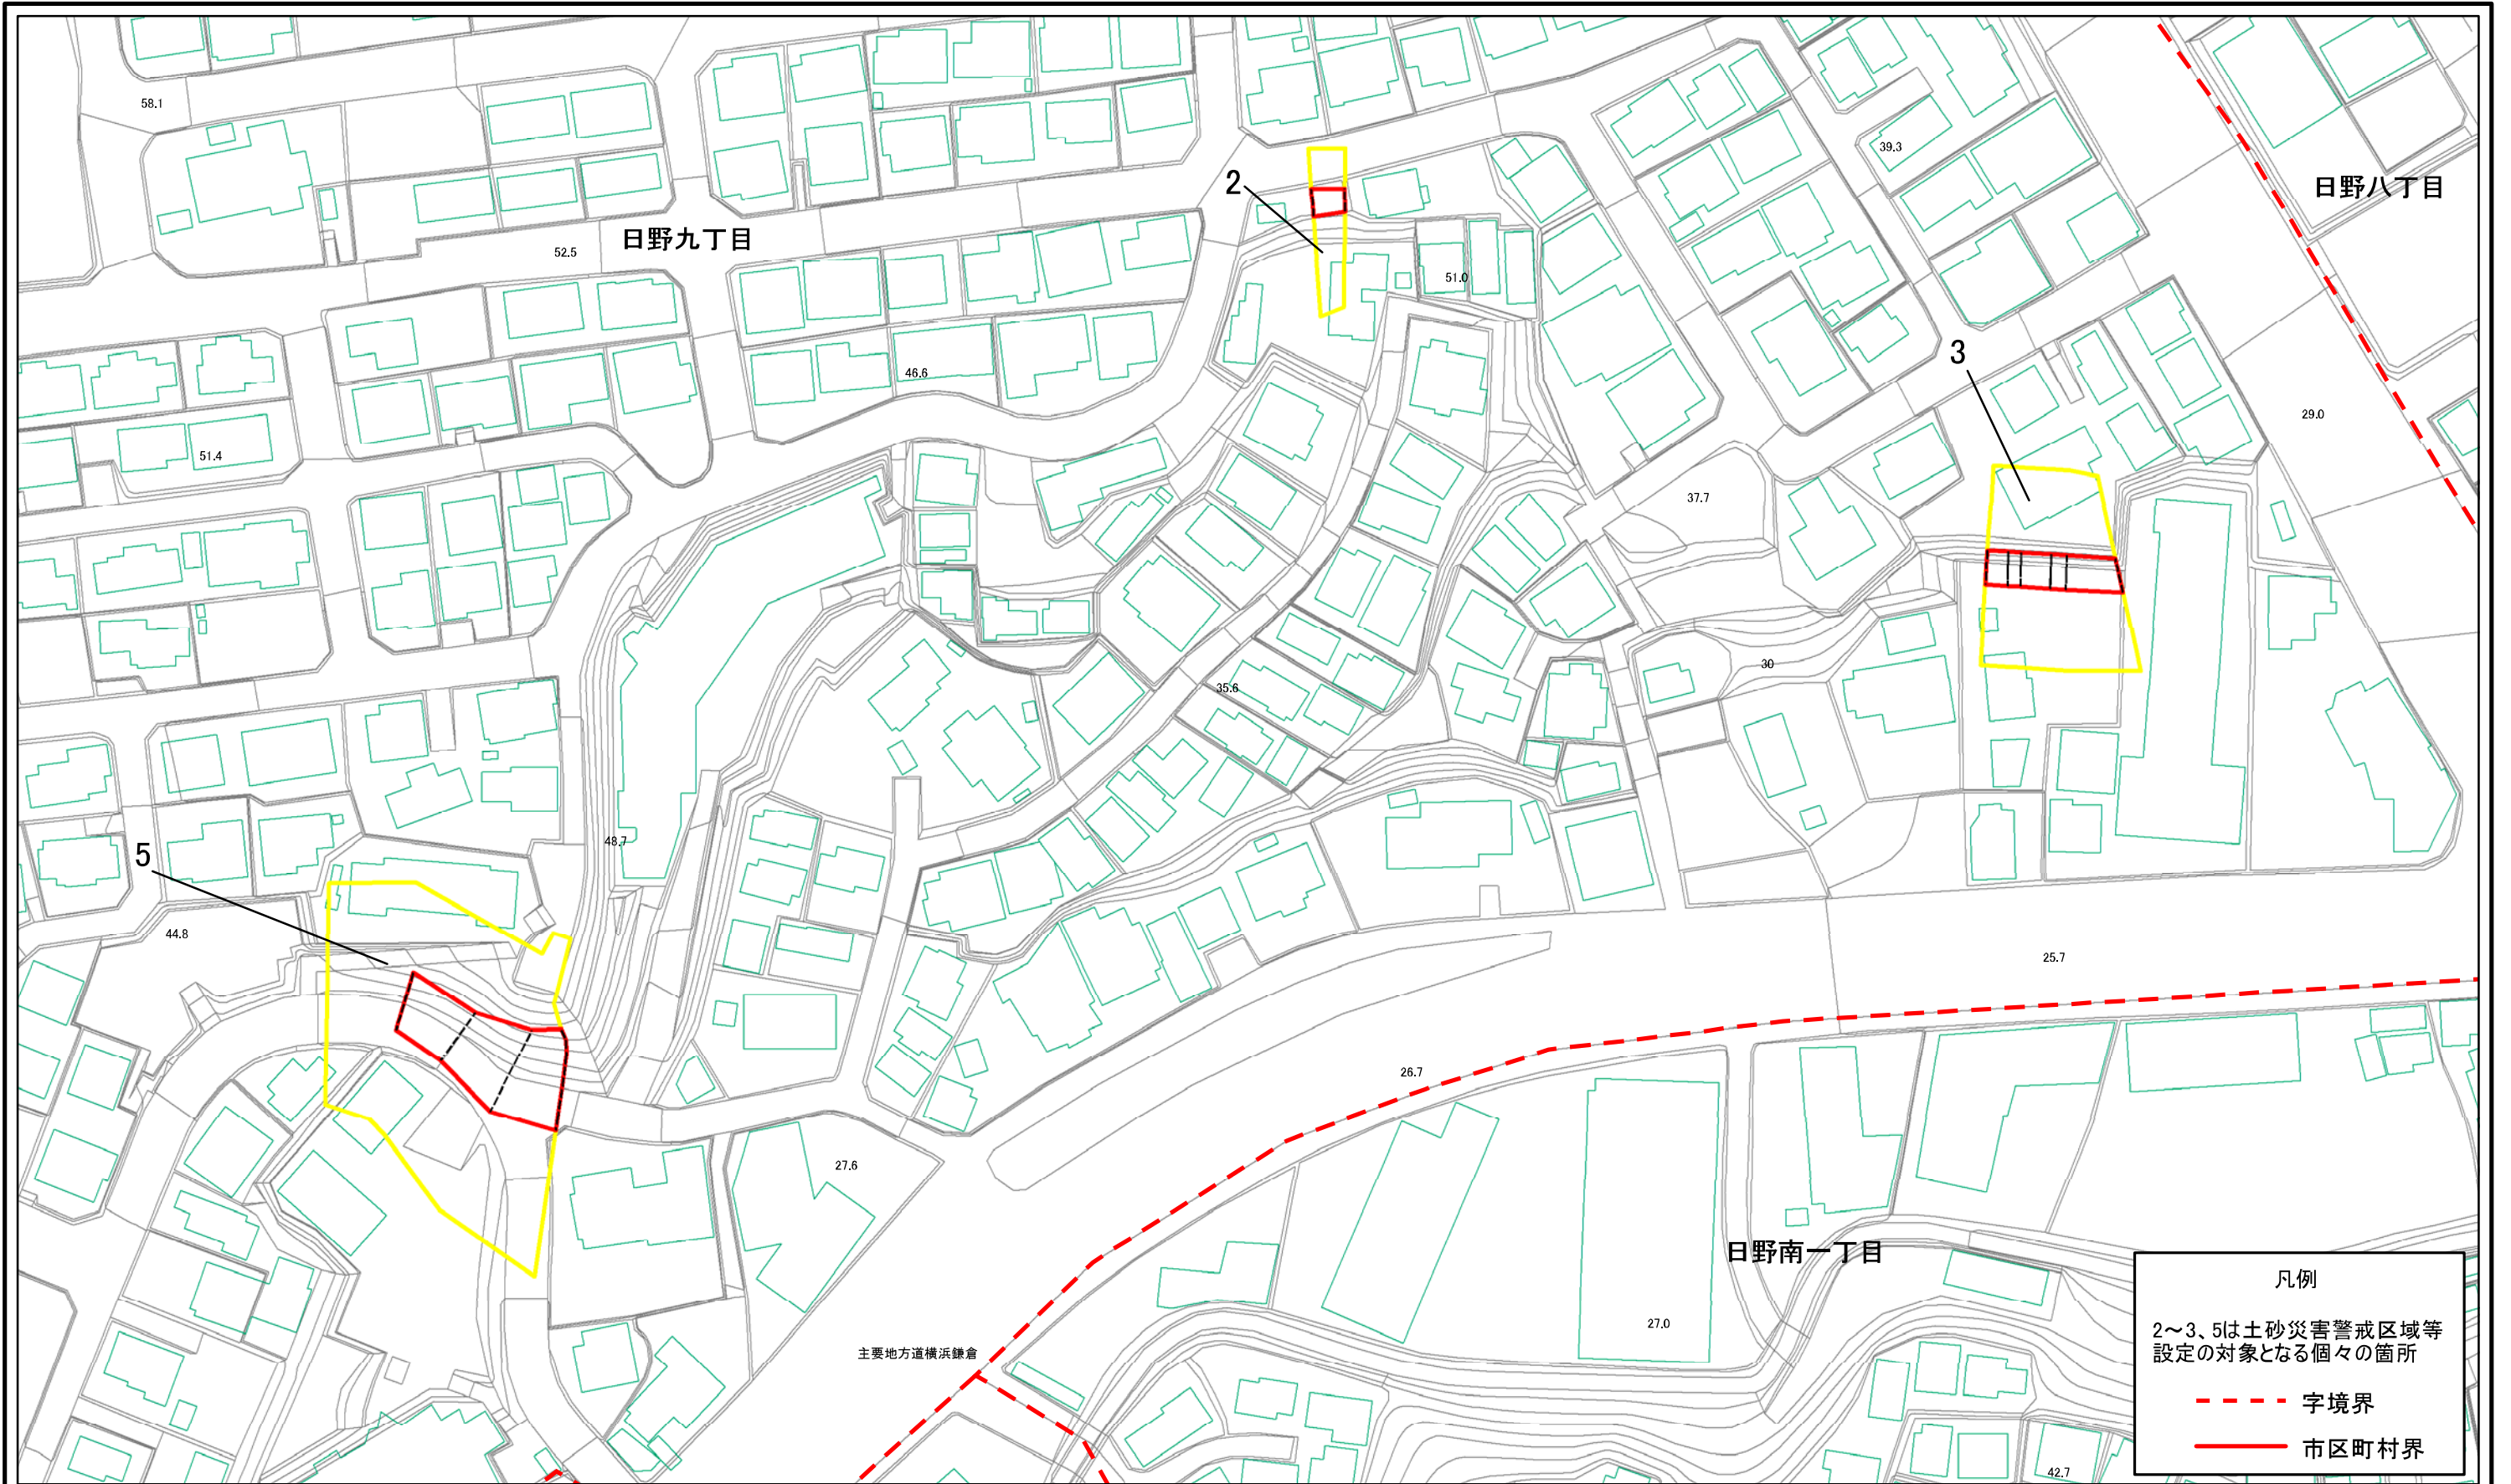 58.1
39.3
2
日野八丁目
日野九丁目
52.5
51.0
3
46.6
29.0
51.4
37.7
30
35.6
48.7
5
44.8
25.7
26.7
27.6
日野南一丁目
27.0
主要地方道横浜鎌倉
42.7
凡例
2～3、5は土砂災害警戒区域等
設定の対象となる個々の箇所
字境界
市区町村界